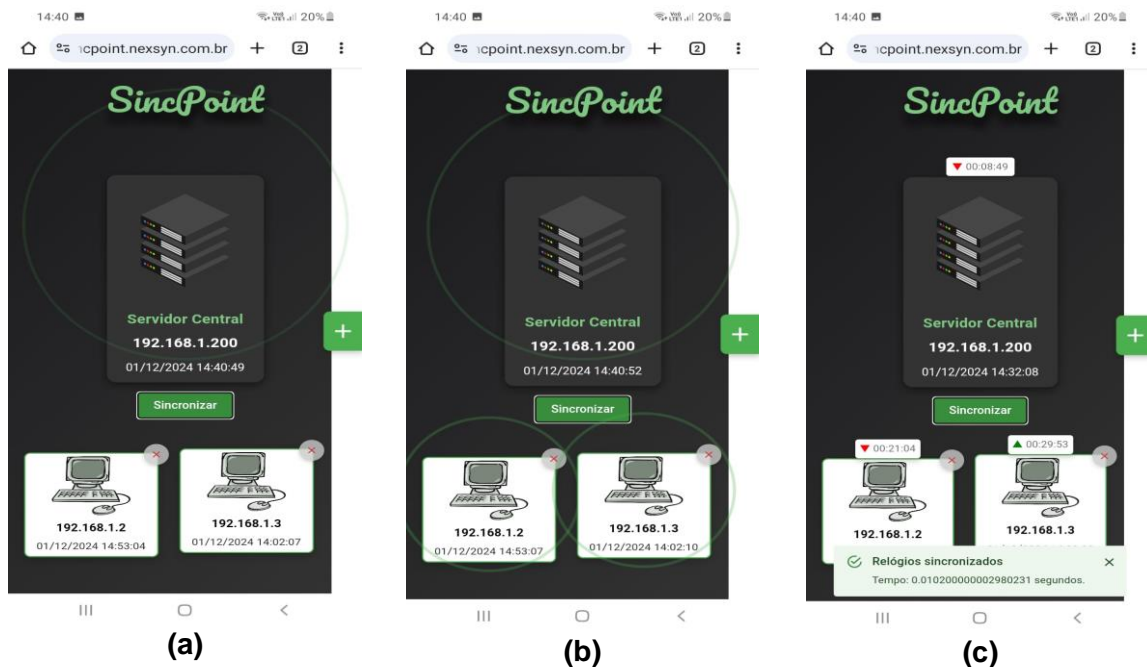 14:40
20%
ncpoint.nexsyn.com.br
2
SincPoint
Servidor Central
192.168.1.200
01/12/2024 14:40:49
Sincronizar
192.168.1.2
01/12/2024 14:53:04
192.168.1.3
01/12/2024 14:02:07
(a)
14:40
20%
ncpoint.nexsyn.com.br
2
SincPoint
Servidor Central
192.168.1.200
01/12/2024 14:40:52
Sincronizar
192.168.1.2
01/12/2024 14:53:07
192.168.1.3
01/12/2024 14:02:10
(b)
14:40
20%
ncpoint.nexsyn.com.br
2
SincPoint
00:08:49
Servidor Central
192.168.1.200
01/12/2024 14:32:08
Sincronizar
00:21:04
192.168.1.2
00:29:53
192.168.1.3
Relógios sincronizados
Tempo: 0.010200000002980231 segundos.
(c)